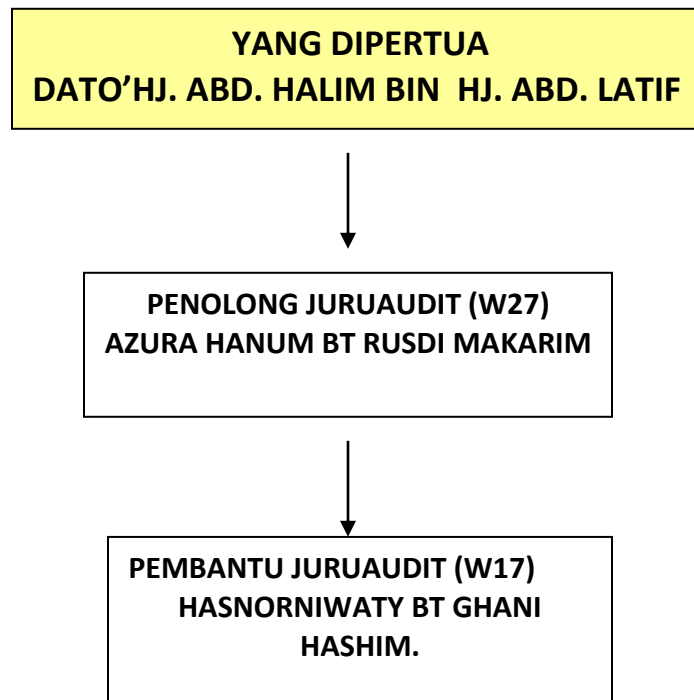 YANG DIPERTUA
DATO'HJ. ABD. HALIM BIN HJ. ABD. LATIF
PENOLONG JURUAUDIT (W27)
AZURA HANUM BT RUSDI MAKARIM
PEMBANTU JURUAUDIT (W17)
HASNORNIWATY BT GHANI
HASHIM.